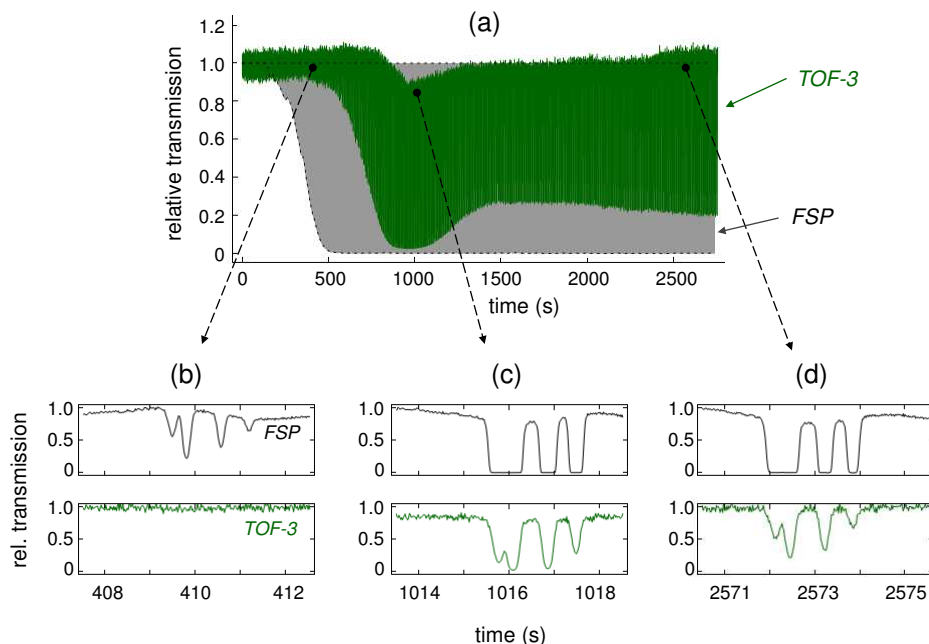 (a)
1.2
1.0
0.8
0.6
0.4
0.2
0
relative transmission
TOF-3
FSP
0 500 1000 1500 2000 2500
time (s)
(b) (c) (d)
1.0 1.0 1.0
FSP
0.5 0.5 0.5
0 0 0
rel. transmission
1.0 1.0 1.0
TOF-3
0.5 0.5 0.5
0 0 0
408 410 412 1014 1016 1018 2571 2573 2575
time (s)